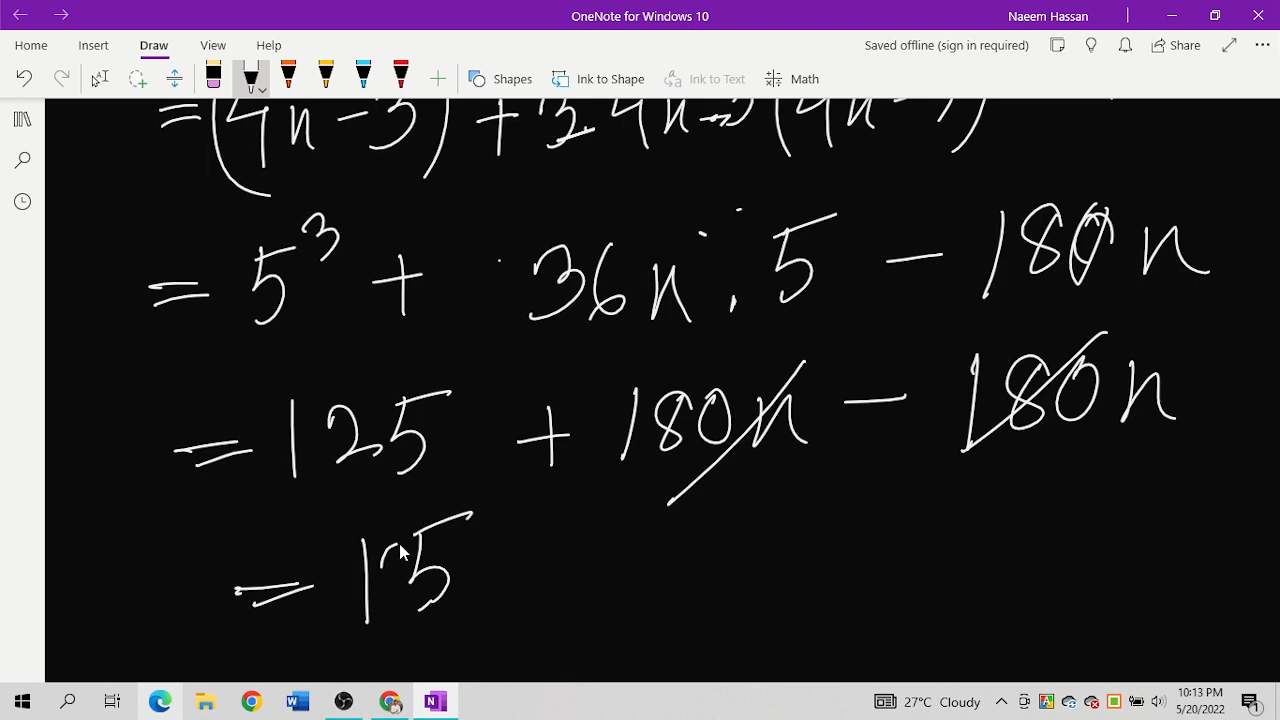 OneNote for Windows 10
Naeem Hassan
Home Insert Draw View Help
Saved offline (sign in required)
Share
Shapes
Ink to Shape
Ink to Text
Math
= 5³ + 36n . 5 − 180n
= 125 + 180n − 180n
= 1
5
27°C Cloudy
10:13 PM
5/20/2022